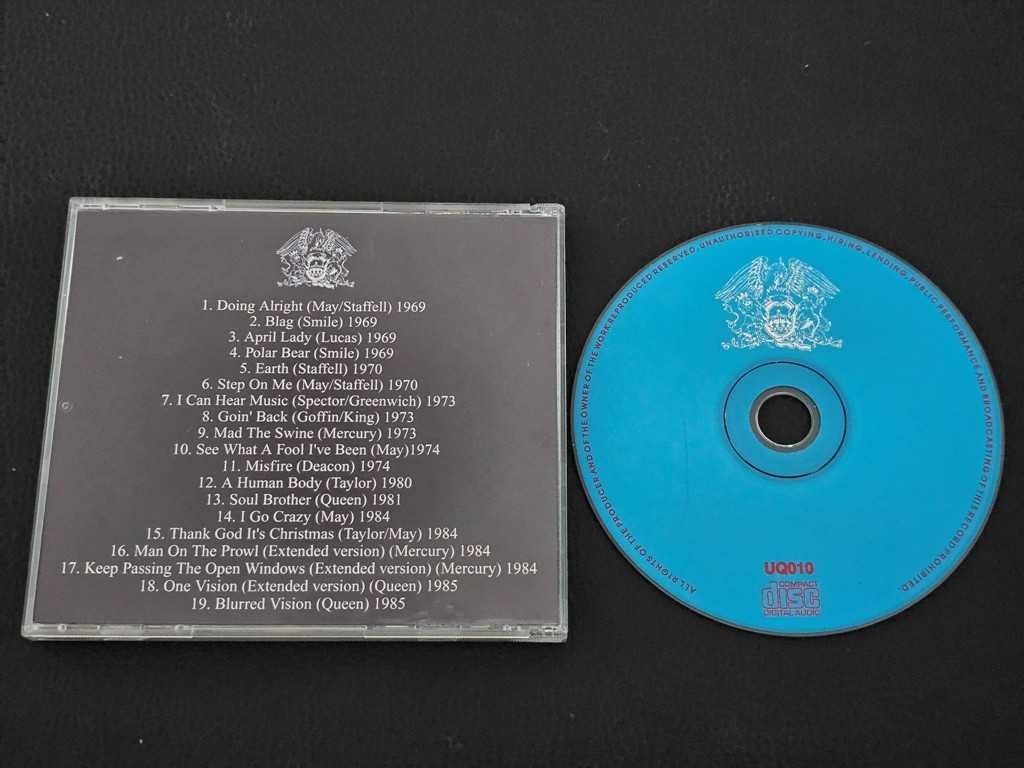 1. Doing Alright (May/Staffell) 1969
2. Blag (Smile) 1969
3. April Lady (Lucas) 1969
4. Polar Bear (Smile) 1969
5. Earth (Staffell) 1970
6. Step On Me (May/Staffell) 1970
7. I Can Hear Music (Spector/Greenwich) 1973
8. Goin' Back (Goffin/King) 1973
9. Mad The Swine (Mercury) 1973
10. See What A Fool I've Been (May)1974
11. Misfire (Deacon) 1974
12. A Human Body (Taylor) 1980
13. Soul Brother (Queen) 1981
14. I Go Crazy (May) 1984
15. Thank God It's Christmas (Taylor/May) 1984
16. Man On The Prowl (Extended version) (Mercury) 1984
17. Keep Passing The Open Windows (Extended version) (Mercury) 1984
18. One Vision (Extended version) (Queen) 1985
19. Blurred Vision (Queen) 1985
ALL RIGHTS OF THE PRODUCER AND OF THE OWNER OF THE WORK REPRODUCED RESERVED. UNAUTHORISED COPYING, HIRING, LENDING, PUBLIC PERFORMANCE AND BROADCASTING OF THIS RECORD PROHIBITED.
UQ010
COMPACT
disc
DIGITAL AUDIO